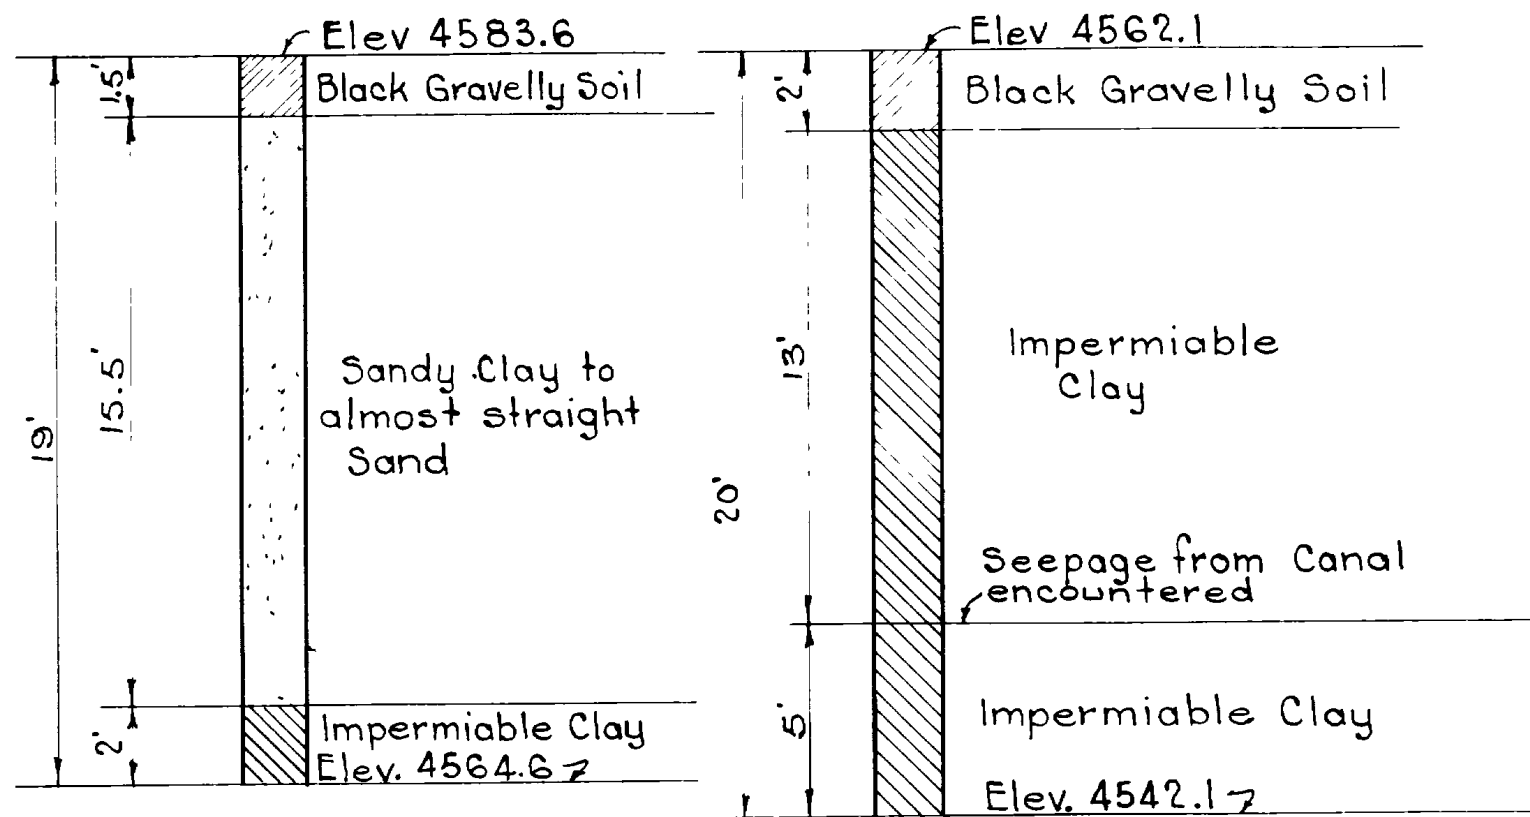 Elev 4583.6
1.5'
Black Gravelly Soil
15.5'
19'
Sandy Clay to
almost straight
Sand
2'
Impermiable Clay
Elev. 4564.6
Elev 4562.1
2'
Black Gravelly Soil
13'
Impermiable
Clay
20'
Seepage from Canal
encountered
5'
Impermiable Clay
Elev. 4542.1